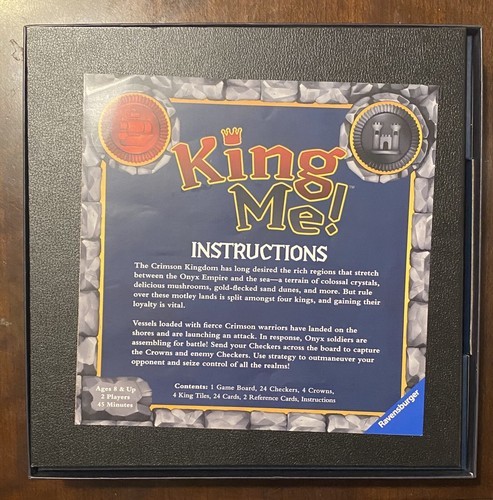 King
Me!
™
INSTRUCTIONS
The Crimson Kingdom has long desired the rich regions that stretch
between the Onyx Empire and the sea—a terrain of colossal crystals,
delicious mushrooms, gold-flecked sand dunes, and more. But rule
over these motley lands is split amongst four kings, and gaining their
loyalty is vital.
Vessels loaded with fierce Crimson warriors have landed on the
shores and are launching an attack. In response, Onyx soldiers are
assembling for battle! Send your Checkers across the board to capture
the Crowns and enemy Checkers. Use strategy to outmaneuver your
opponent and seize control of all the realms!
Ages 8 & Up
2 Players
45 Minutes
Contents: 1 Game Board, 24 Checkers, 4 Crowns,
4 King Tiles, 24 Cards, 2 Reference Cards, Instructions
Ravensburger